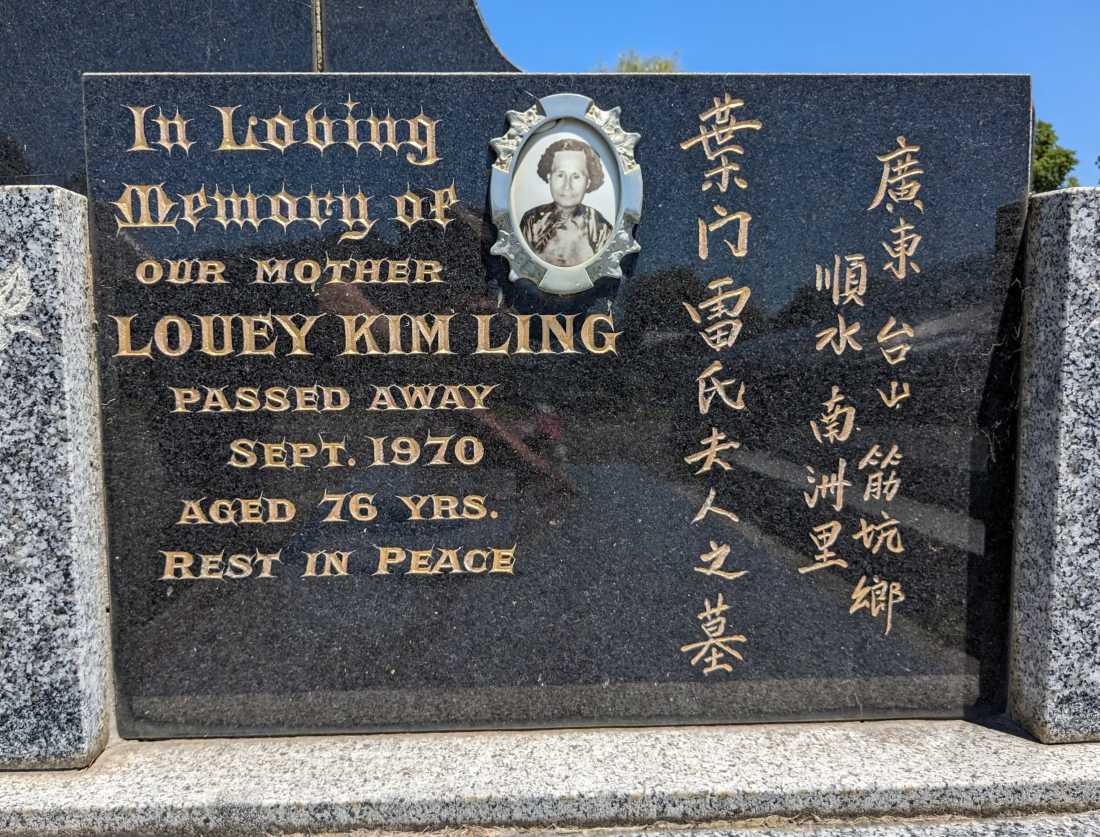 In Loving
Memory of
OUR MOTHER
LOUEY KIM LING
PASSED AWAY
SEPT. 1970
AGED 76 YRS.
REST IN PEACE
廣東台山筋坑鄉
順水南洲里
葉门雷氏夫人之墓